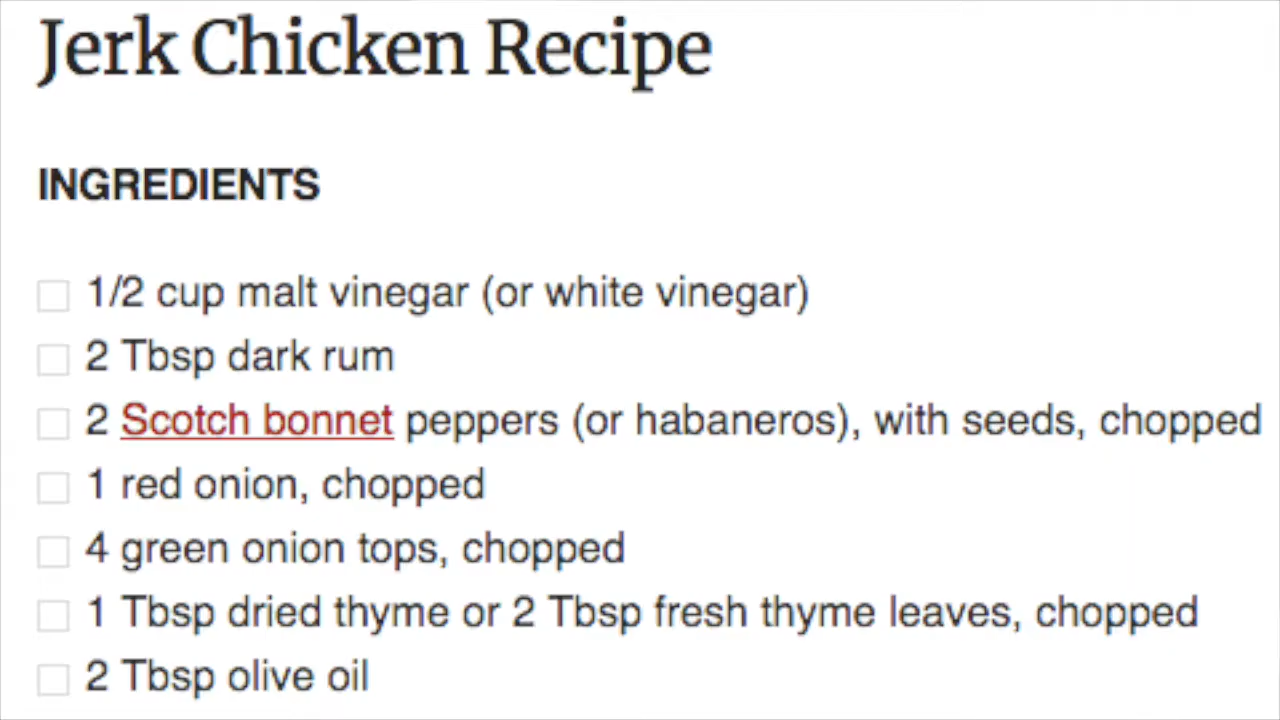 Jerk Chicken Recipe
INGREDIENTS
1/2 cup malt vinegar (or white vinegar)
2 Tbsp dark rum
2 Scotch bonnet peppers (or habaneros), with seeds, chopped
1 red onion, chopped
4 green onion tops, chopped
1 Tbsp dried thyme or 2 Tbsp fresh thyme leaves, chopped
2 Tbsp olive oil